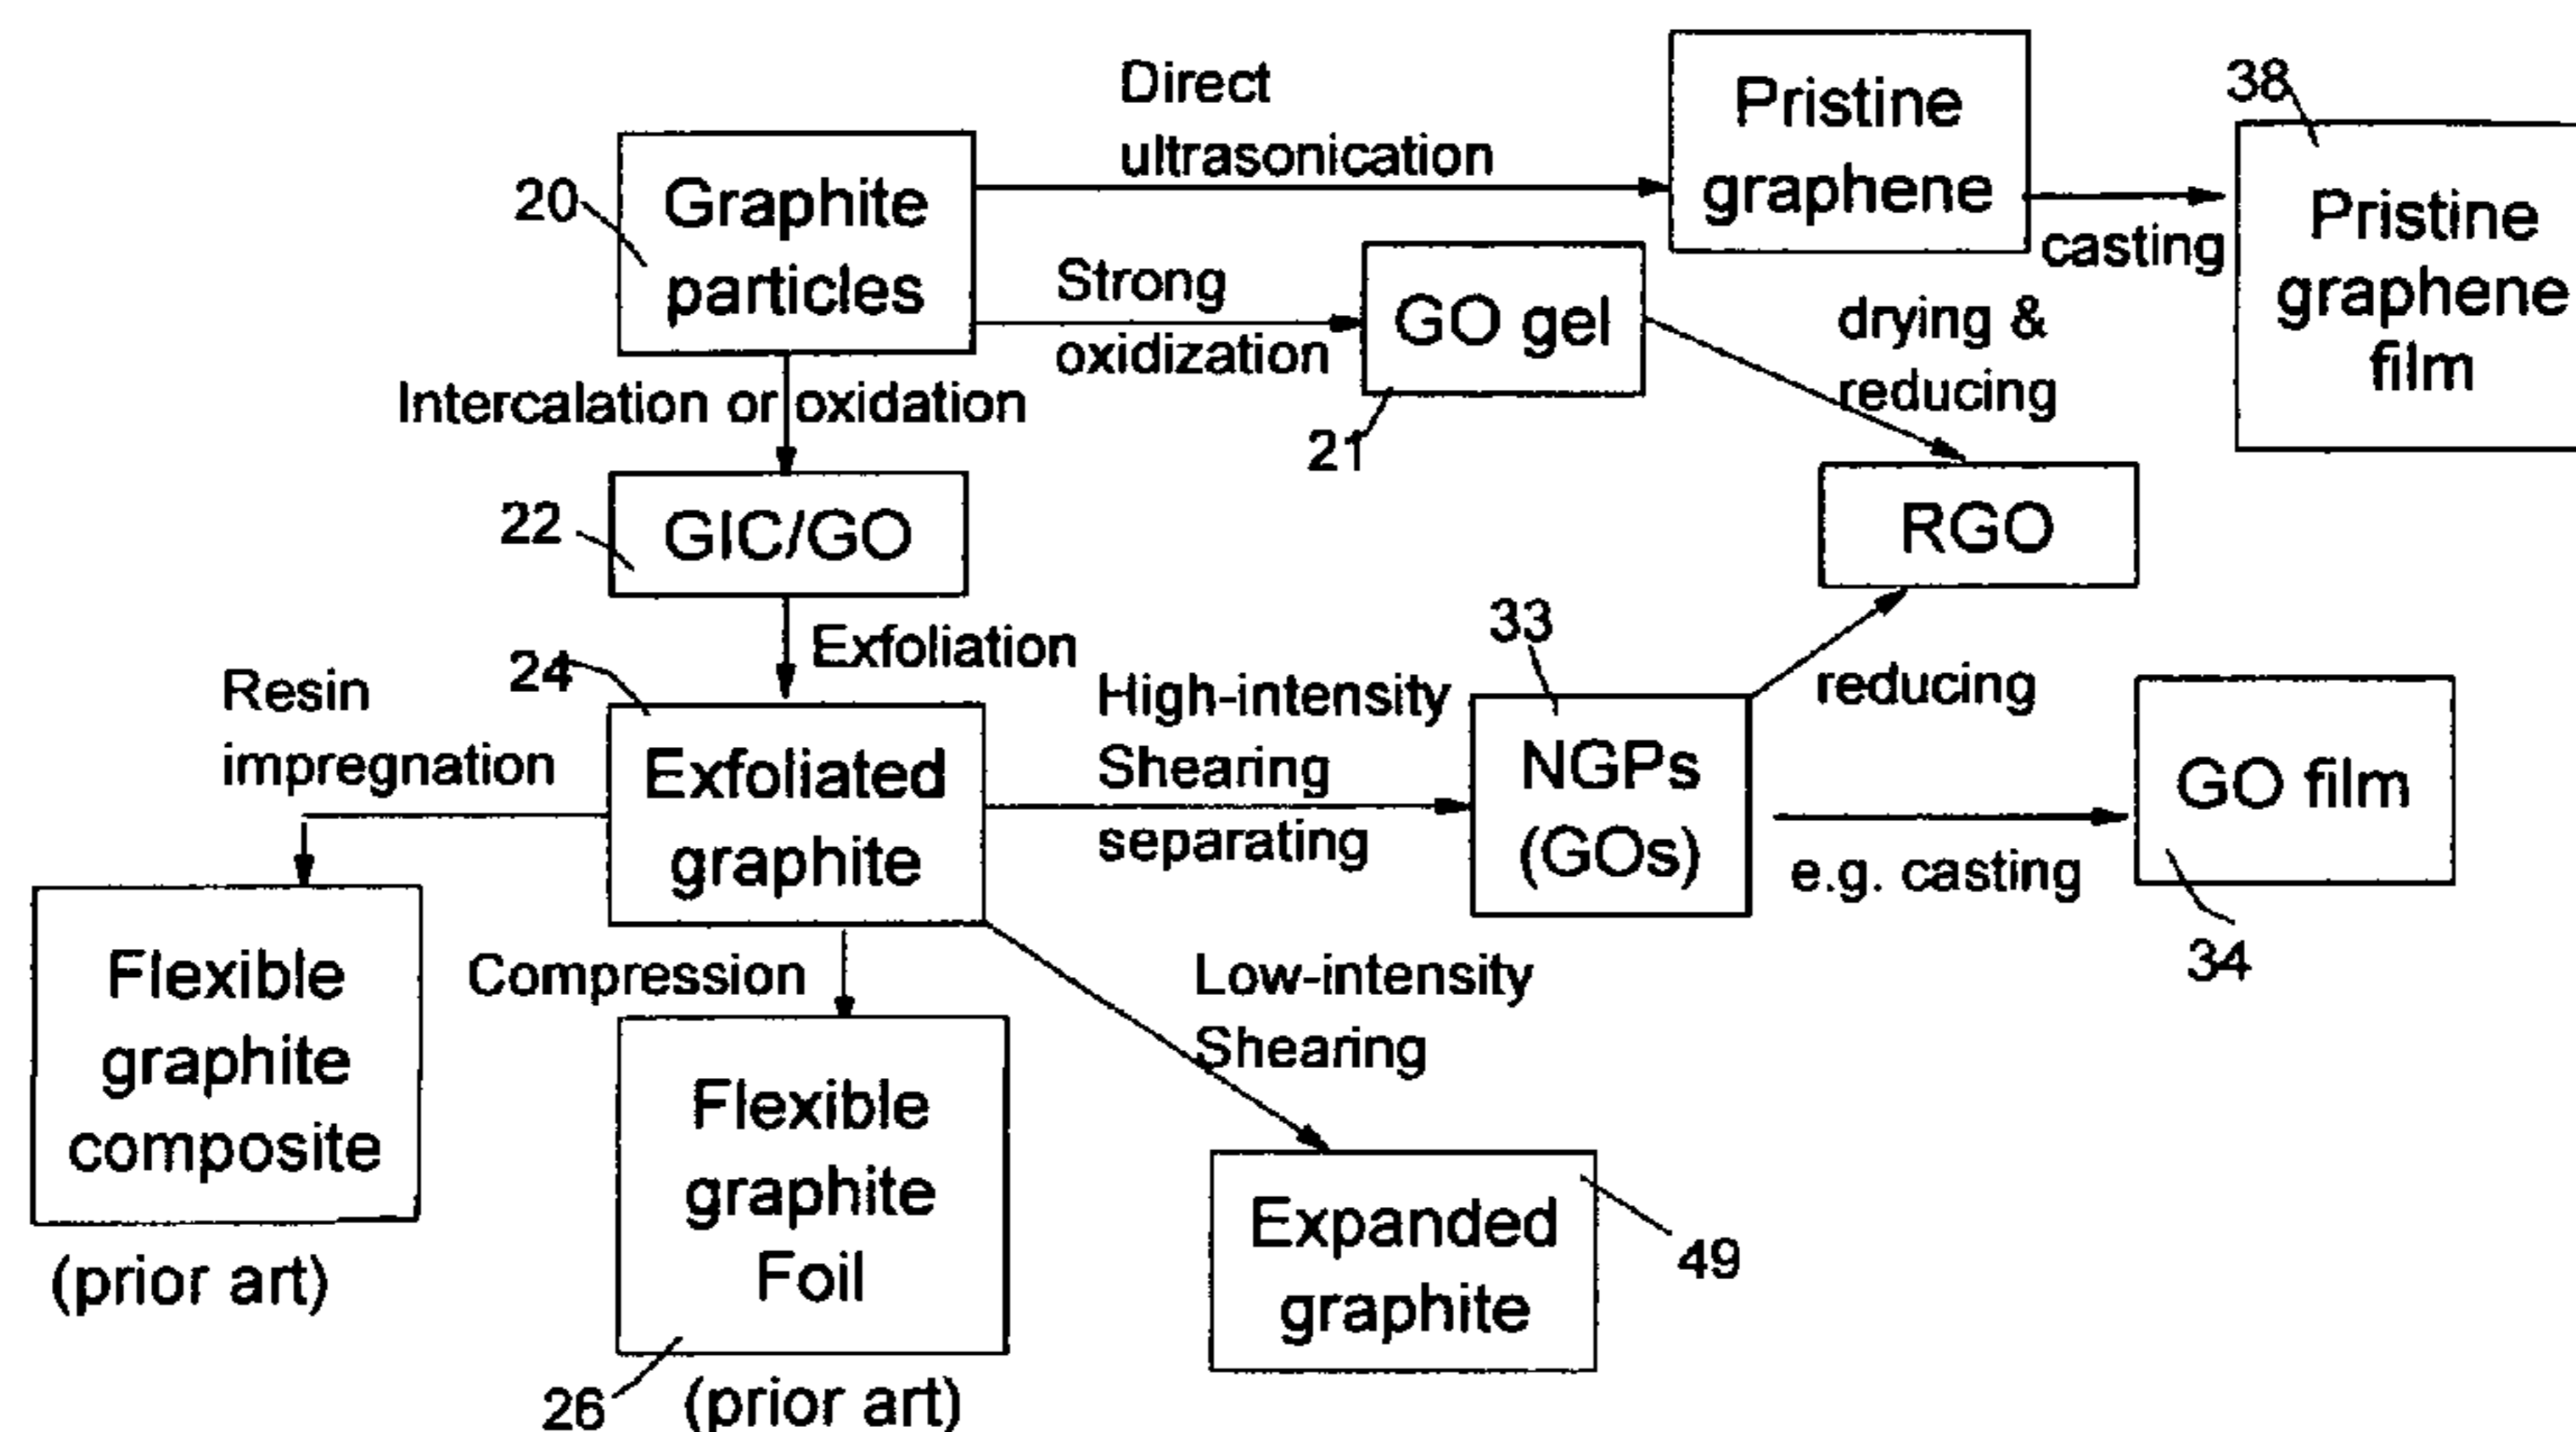 Direct
ultrasonication
Pristine
graphene
38
casting
Pristine
graphene
film
20
Graphite
particles
Strong
oxidization
GO gel
21
drying &
reducing
RGO
Intercalation or oxidation
22
GIC/GO
Exfoliation
24
Resin
impregnation
Exfoliated
graphite
High-intensity
Shearing
separating
33
NGPs
(GOs)
reducing
e.g. casting
GO film
34
Flexible
graphite
composite
(prior art)
Compression
Flexible
graphite
Foil
26
(prior art)
Low-intensity
Shearing
Expanded
graphite
49